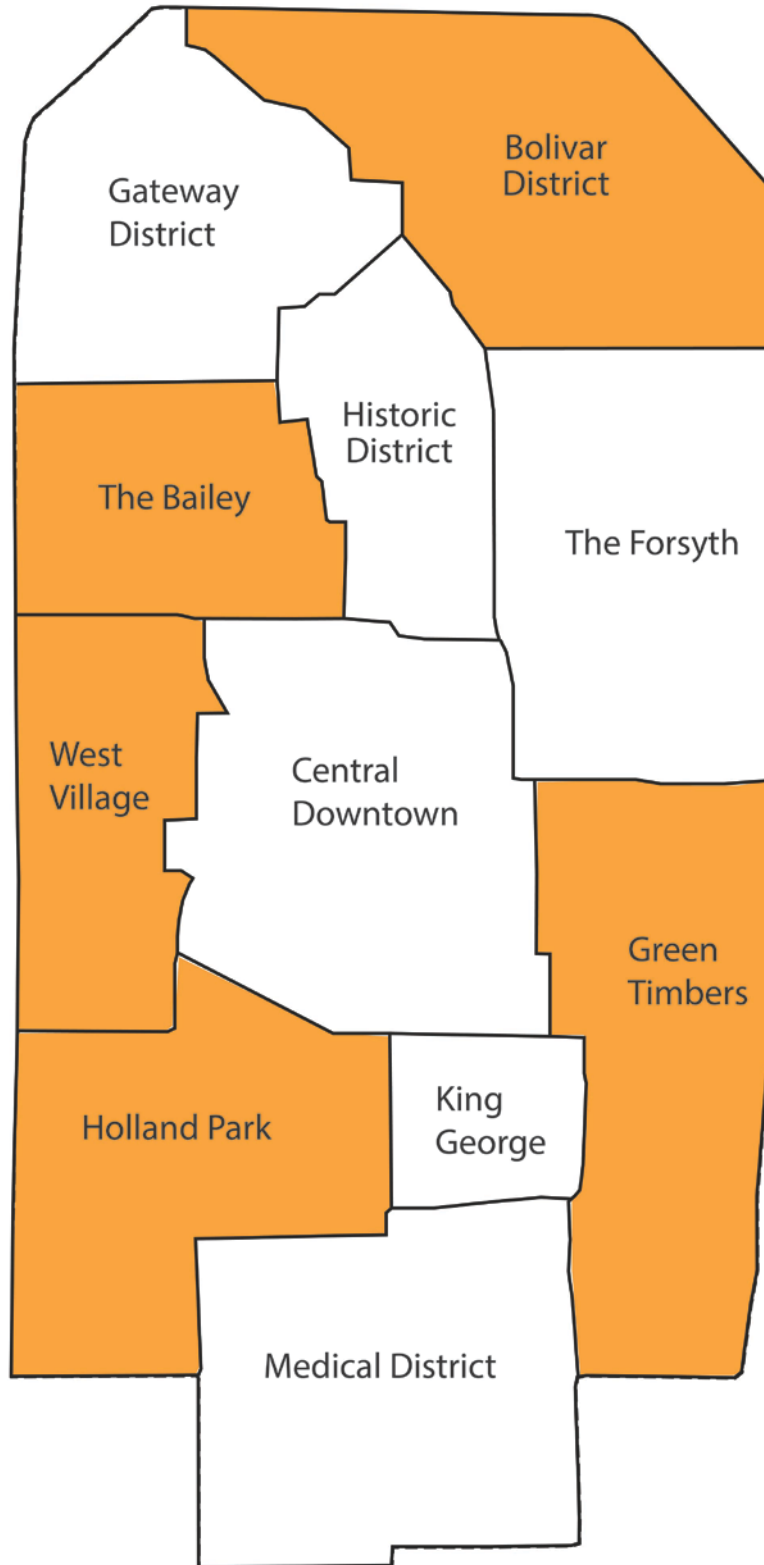 Bolivar
District
Gateway
District
Historic
District
The Bailey
The Forsyth
West
Village
Central
Downtown
Green
Timbers
King
George
Holland Park
Medical District